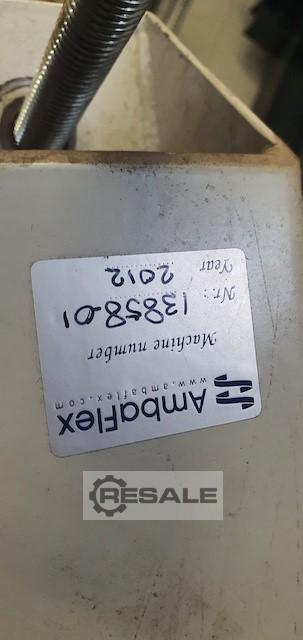 AmbaFlex
www.ambaflex.com
Machine number
Nr.: 13858-01
Year 2012
RESALE